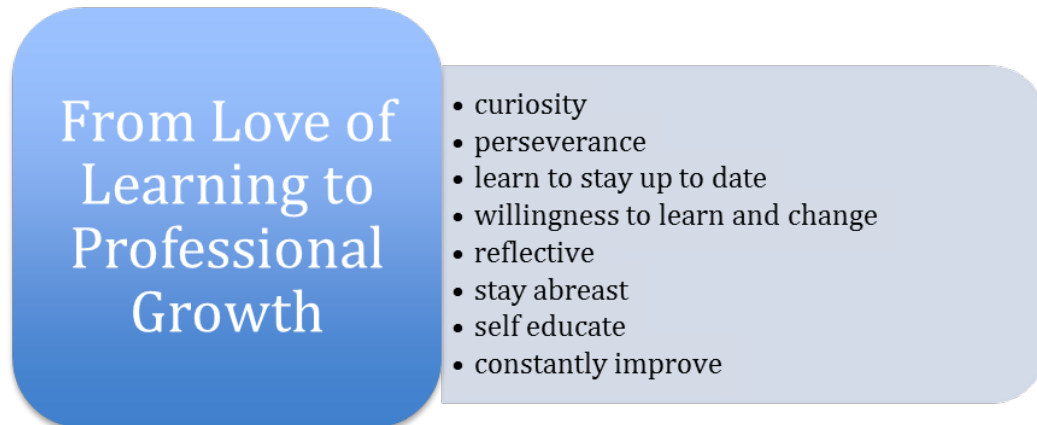 From Love of
Learning to
Professional
Growth
• curiosity
• perseverance
• learn to stay up to date
• willingness to learn and change
• reflective
• stay abreast
• self educate
• constantly improve